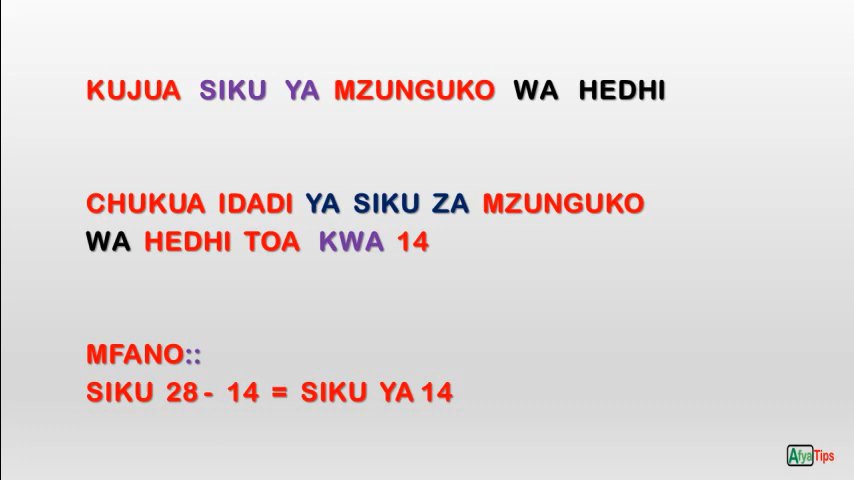 KUJUA SIKU YA MZUNGUKO WA HEDHI
CHUKUA IDADI YA SIKU ZA MZUNGUKO
WA HEDHI TOA KWA 14
MFANO::
SIKU 28 - 14 = SIKU YA 14
AfyaTips